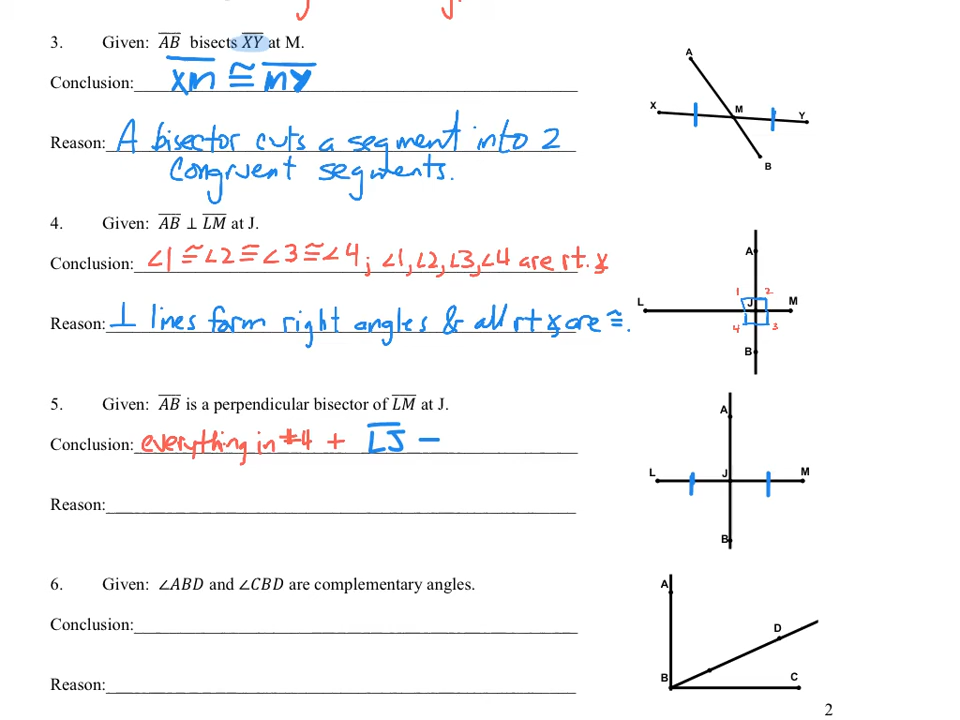 3. Given: AB bisects XY at M.
Conclusion: XM ≅ MY
Reason: A bisector cuts a segment into 2
congruent segments.
A
X
M
Y
B
4. Given: AB ⊥ LM at J.
Conclusion: ∠1 ≅ ∠2 ≅ ∠3 ≅ ∠4; ∠1, ∠2, ∠3, ∠4 are rt. ∠s
Reason: ⊥ lines form right angles & all rt ∠s are ≅.
A
1 2
L J M
4 3
B
5. Given: AB is a perpendicular bisector of LM at J.
Conclusion: everything in #4 + LJ
Reason:
A
L J M
B
6. Given: ∠ABD and ∠CBD are complementary angles.
Conclusion:
Reason:
A
D
B C
2